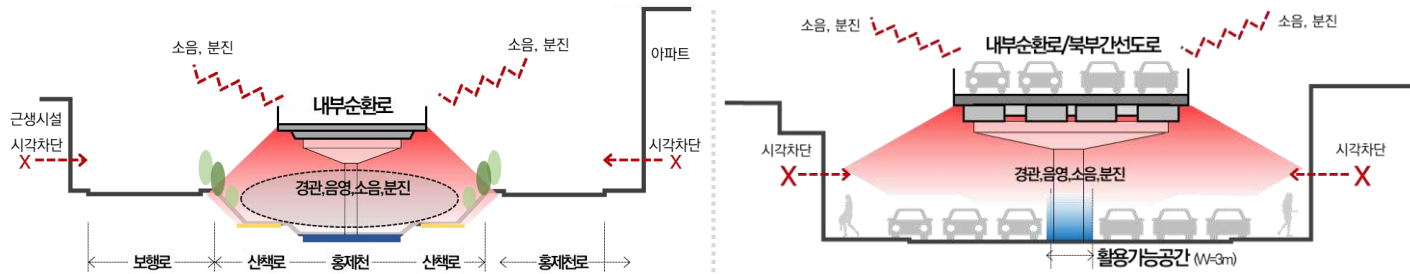 소음, 분진
소음, 분진
아파트
내부순환로
근생시설
시각차단
X
시각차단
X
경관,음영,소음,분진
보행로
산책로
홍제천
산책로
홍제천로
소음, 분진
소음, 분진
내부순환로/북부간선도로
시각차단
X
시각차단
X
경관,음영,소음,분진
활용가능공간 (W=3m)